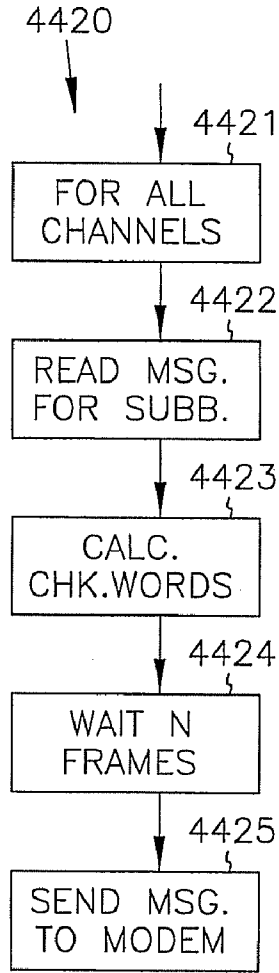 4420
4421
FOR ALL
CHANNELS
4422
READ MSG.
FOR SUBB.
4423
CALC.
CHK.WORDS
4424
WAIT N
FRAMES
4425
SEND MSG.
TO MODEM